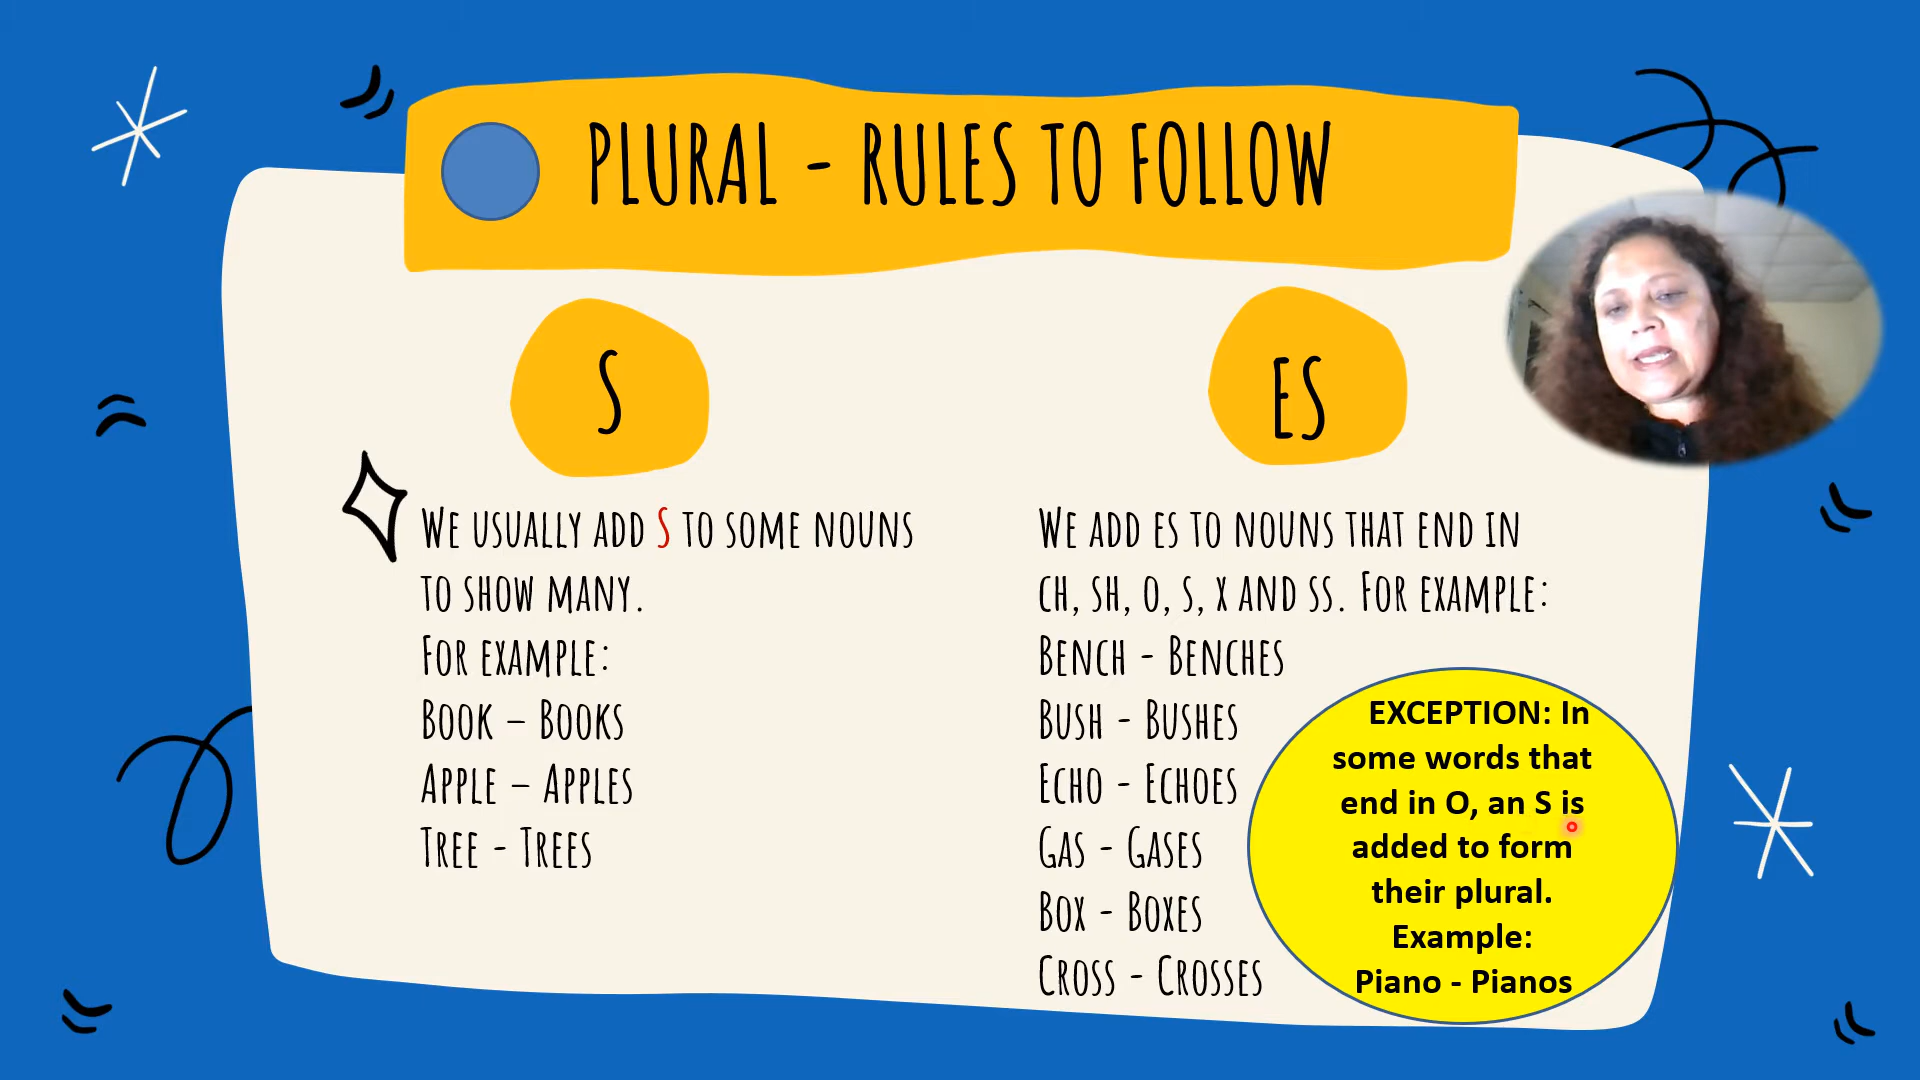 PLURAL - RULES TO FOLLOW
S
WE USUALLY ADD S TO SOME NOUNS
TO SHOW MANY.
FOR EXAMPLE:
BOOK – BOOKS
APPLE – APPLES
TREE - TREES
ES
WE ADD ES TO NOUNS THAT END IN
CH, SH, O, S, X AND SS. FOR EXAMPLE:
BENCH - BENCHES
BUSH - BUSHES
ECHO - ECHOES
GAS - GASES
BOX - BOXES
CROSS - CROSSES
EXCEPTION: In
some words that
end in O, an S is
added to form
their plural.
Example:
Piano - Pianos